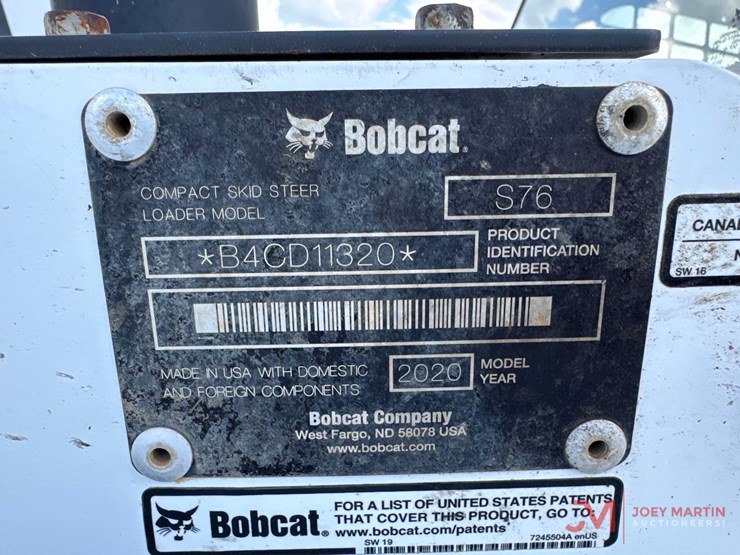 Bobcat®
COMPACT SKID STEER
LOADER MODEL
S76
*B4CD11320*
PRODUCT
IDENTIFICATION
NUMBER
MADE IN USA WITH DOMESTIC
AND FOREIGN COMPONENTS
2020
MODEL
YEAR
Bobcat Company
West Fargo, ND 58078 USA
www.bobcat.com
CANA
N
SW 16
Bobcat®
FOR A LIST OF UNITED STATES PATENTS
THAT COVER THIS PRODUCT, GO TO:
www.bobcat.com/patents
SW 19
7245504A enUS
JM
JOEY MARTIN
AUCTIONEERS!